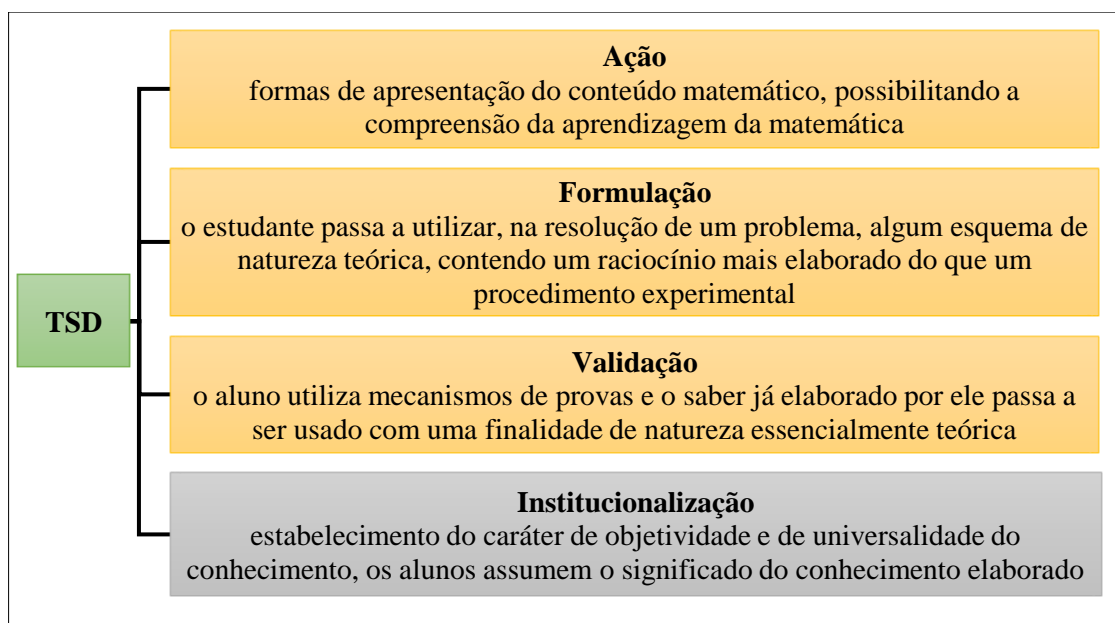 Ação
formas de apresentação do conteúdo matemático, possibilitando a
compreensão da aprendizagem da matemática
Formulação
o estudante passa a utilizar, na resolução de um problema, algum esquema de
natureza teórica, contendo um raciocínio mais elaborado do que um
procedimento experimental
TSD
Validação
o aluno utiliza mecanismos de provas e o saber já elaborado por ele passa a
ser usado com uma finalidade de natureza essencialmente teórica
Institucionalização
estabelecimento do caráter de objetividade e de universalidade do
conhecimento, os alunos assumem o significado do conhecimento elaborado